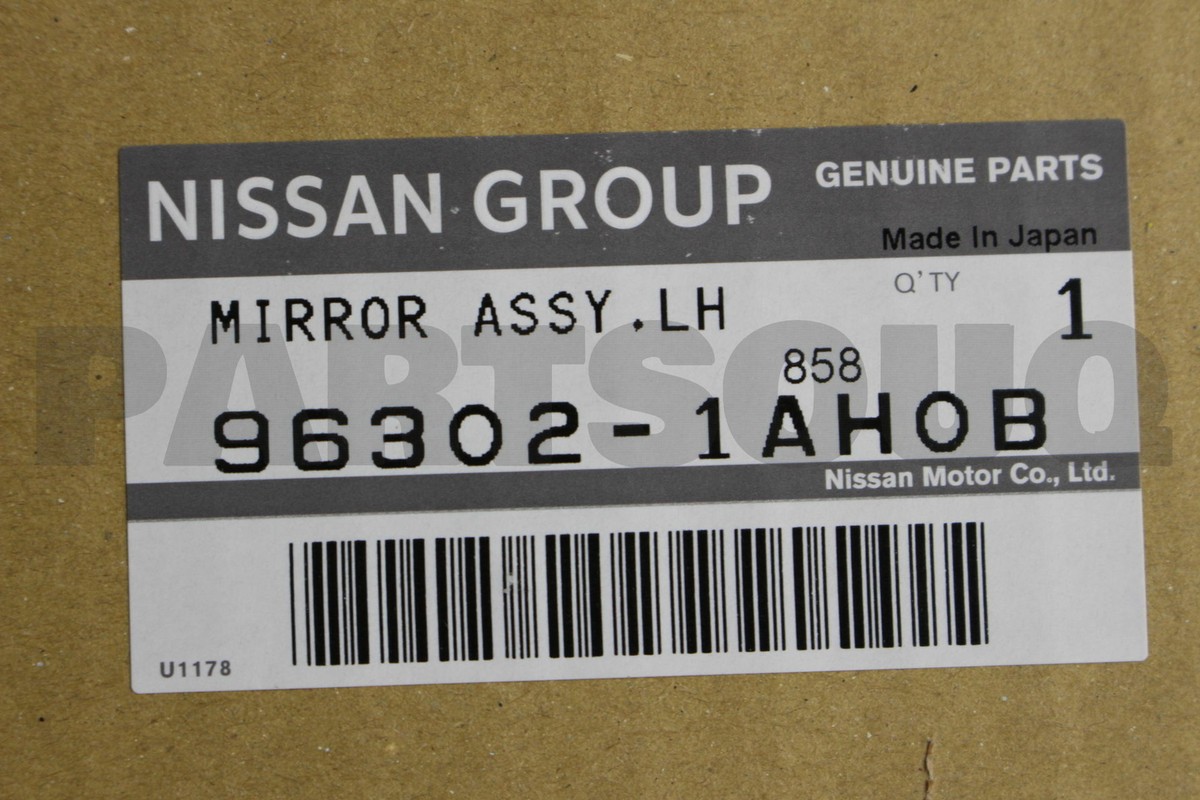 NISSAN GROUP
GENUINE PARTS
Made In Japan
MIRROR ASSY.LH
Q'TY
1
858
96302-1AH0B
PARTSOUQ
Nissan Motor Co., Ltd.
U1178